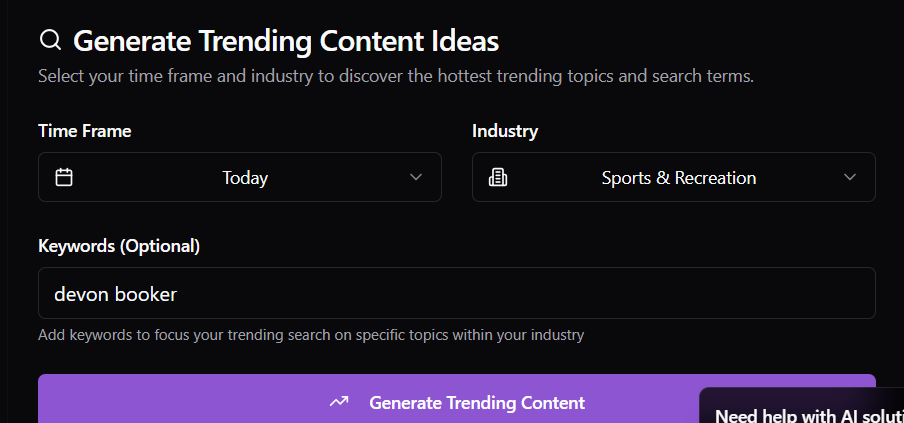 Generate Trending Content Ideas
Select your time frame and industry to discover the hottest trending topics and search terms.
Time Frame
Industry
Today
Sports & Recreation
Keywords (Optional)
devon booker
Add keywords to focus your trending search on specific topics within your industry
Generate Trending Content
Need help with AI soluti